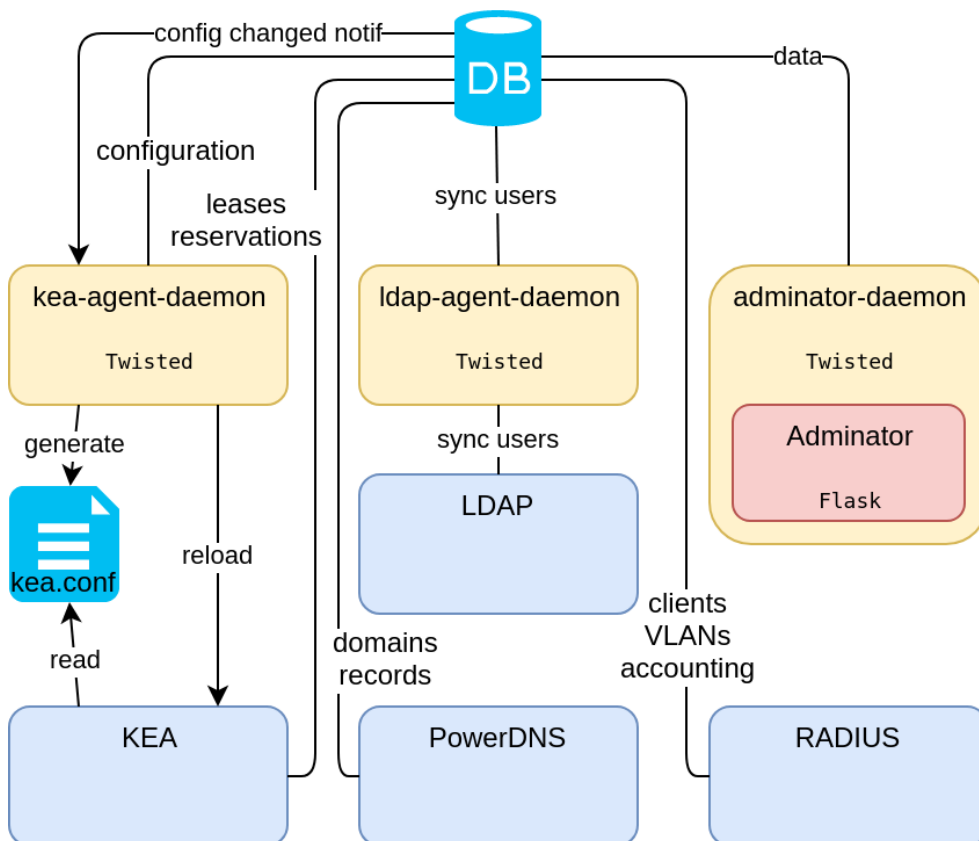 config changed notif
DB
data
configuration
leases
reservations
sync users
kea-agent-daemon
Twisted
ldap-agent-daemon
Twisted
adminator-daemon
Twisted
generate
sync users
Adminator
Flask
LDAP
kea.conf
reload
read
domains
records
clients
VLANs
accounting
KEA
PowerDNS
RADIUS